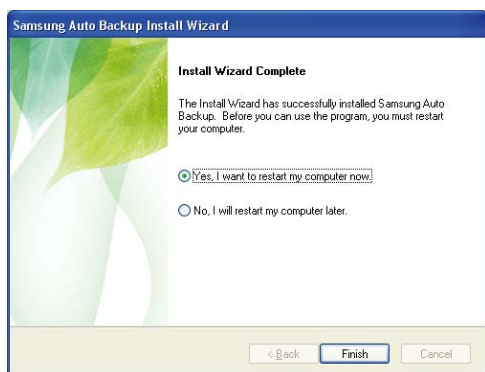 Samsung Auto Backup Install Wizard
Install Wizard Complete
The Install Wizard has successfully installed Samsung Auto
Backup. Before you can use the program, you must restart
your computer.
Yes, I want to restart my computer now.
No, I will restart my computer later.
< Back Finish Cancel